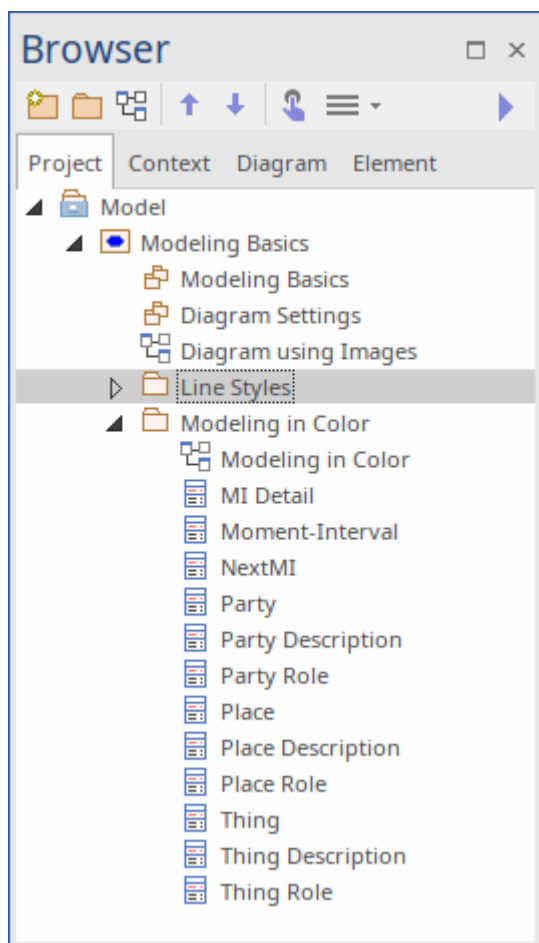 Browser
Project Context Diagram Element
Model
Modeling Basics
Modeling Basics
Diagram Settings
Diagram using Images
Line Styles
Modeling in Color
Modeling in Color
MI Detail
Moment-Interval
NextMI
Party
Party Description
Party Role
Place
Place Description
Place Role
Thing
Thing Description
Thing Role